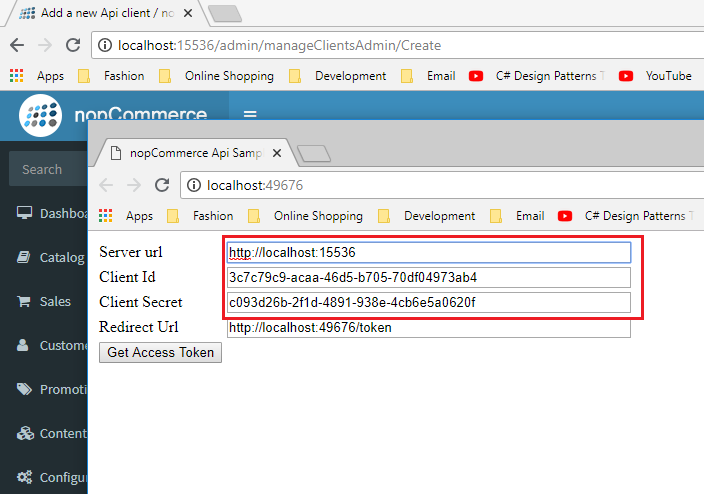 Add a new Api client / no
localhost:15536/admin/manageClientsAdmin/Create
Apps Fashion Online Shopping Development Email C# Design Patterns T YouTube
nopCommerce
Search
nopCommerce Api Samp
localhost:49676
Apps Fashion Online Shopping Development Email C# Design Patterns T
Dashboa
Catalog
Sales
Custome
Promoti
Content
Configur
Server url http://localhost:15536
Client Id 3c7c79c9-acaa-46d5-b705-70df04973ab4
Client Secret c093d26b-2f1d-4891-938e-4cb6e5a0620f
Redirect Url http://localhost:49676/token
Get Access Token